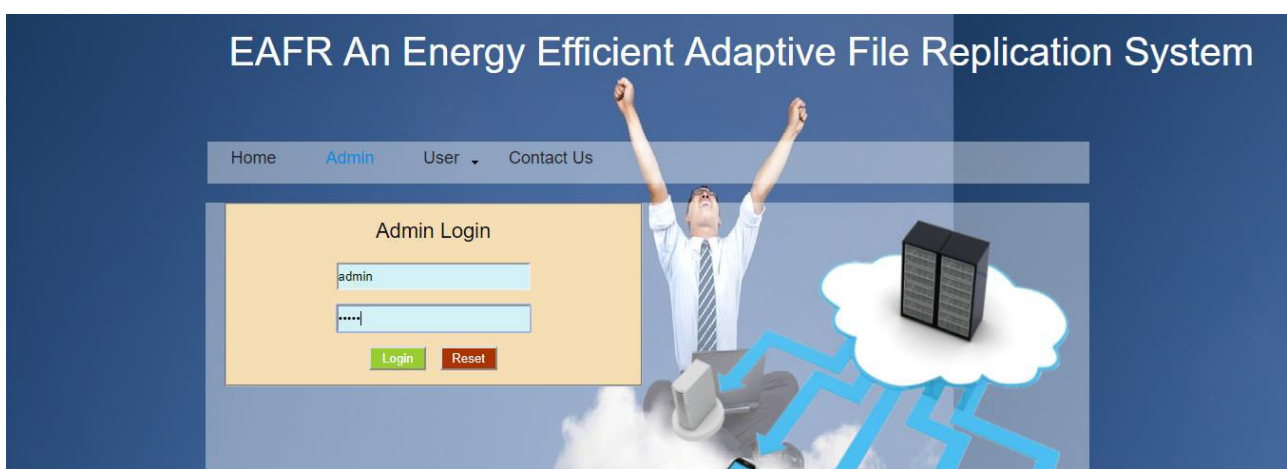 EAFR An Energy Efficient Adaptive File Replication System
Home Admin User Contact Us
Admin Login
admin
•••••
Login Reset